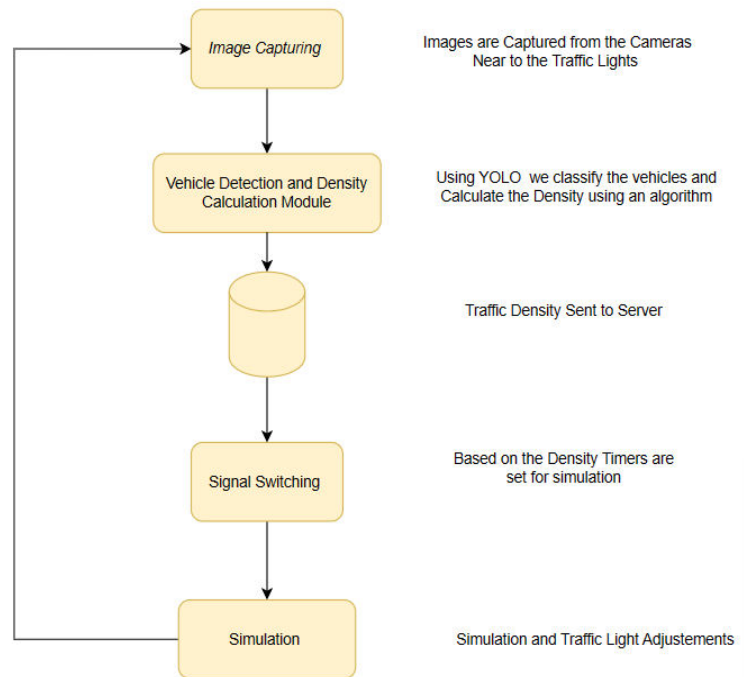 Image Capturing
Images are Captured from the Cameras
Near to the Traffic Lights
Vehicle Detection and Density
Calculation Module
Using YOLO we classify the vehicles and
Calculate the Density using an algorithm
Traffic Density Sent to Server
Signal Switching
Based on the Density Timers are
set for simulation
Simulation
Simulation and Traffic Light Adjustements